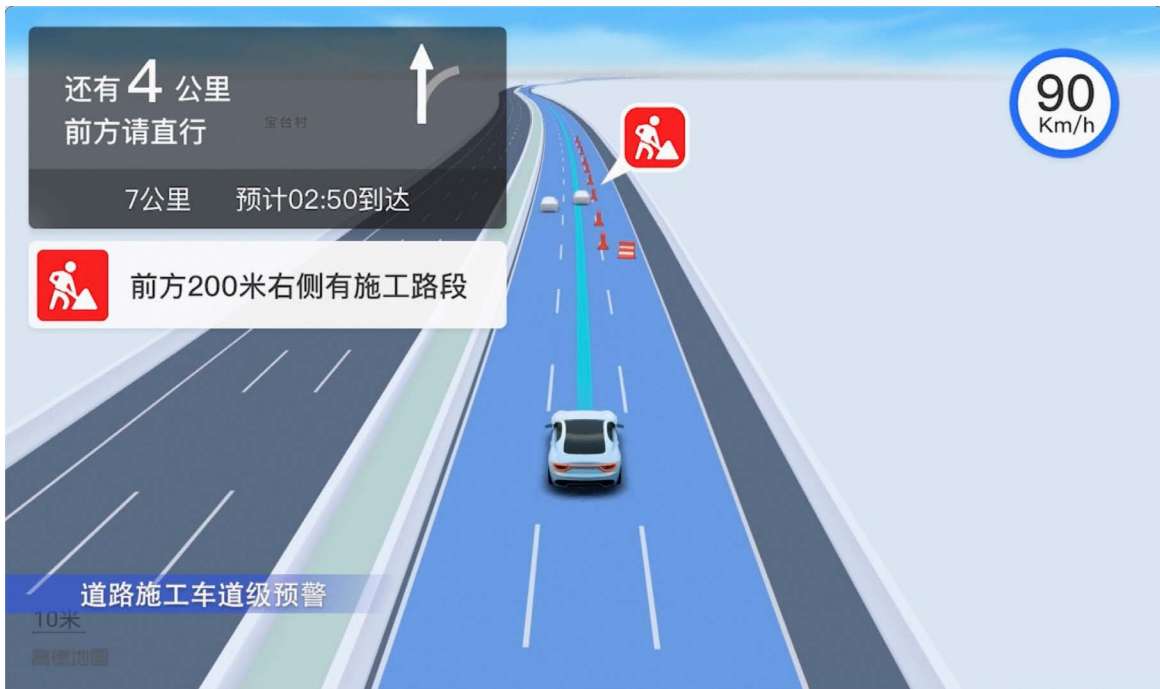 还有4公里
前方请直行
宝台村
7公里 预计02:50到达
90
Km/h
前方200米右侧有施工路段
道路施工车道级预警
10米
高德地图